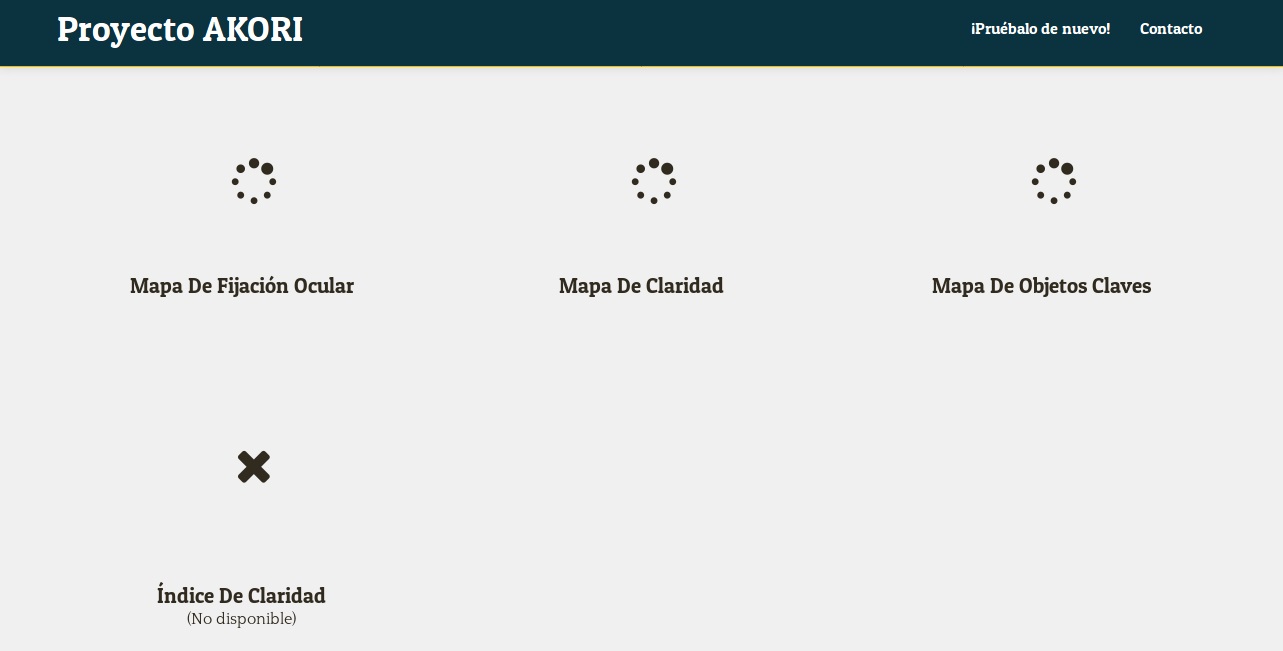 Proyecto AKORI
¡Pruébalo de nuevo!
Contacto
Mapa De Fijación Ocular
Mapa De Claridad
Mapa De Objetos Claves
Índice De Claridad
(No disponible)